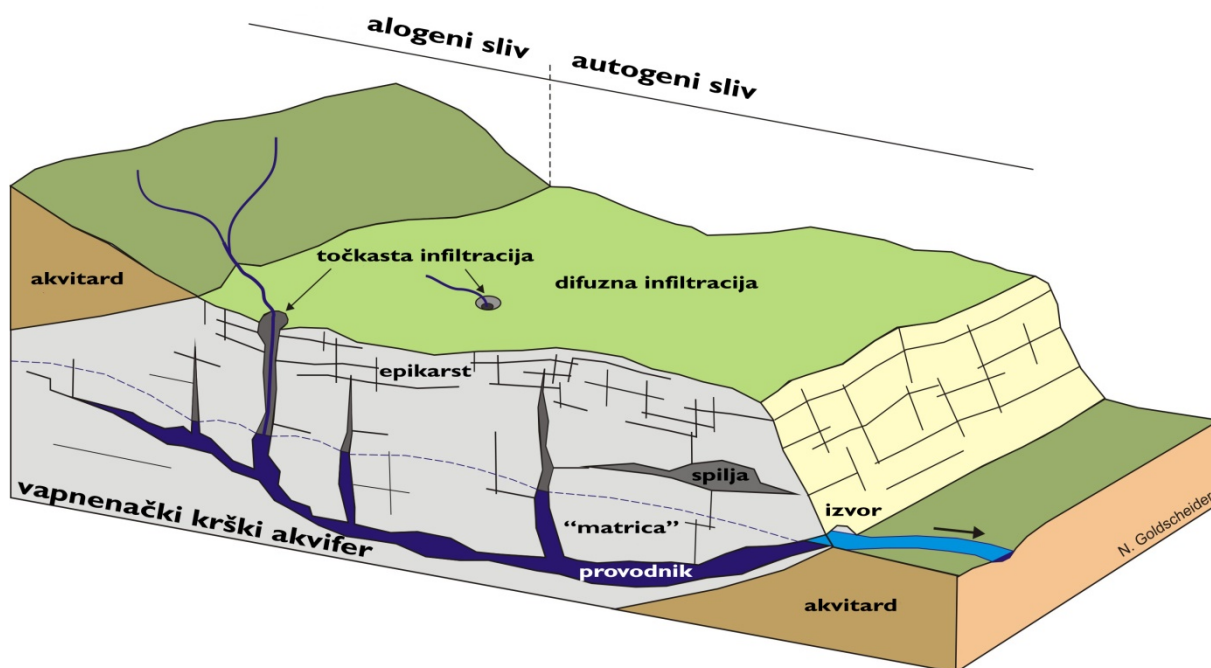 alogeni sliv
autogeni sliv
točkasta infiltracija
akvitard
difuzna infiltracija
epikarst
spilja
izvor
"matrica"
vapnenački krški akvifer
provodnik
akvitard
N. Goldscheider